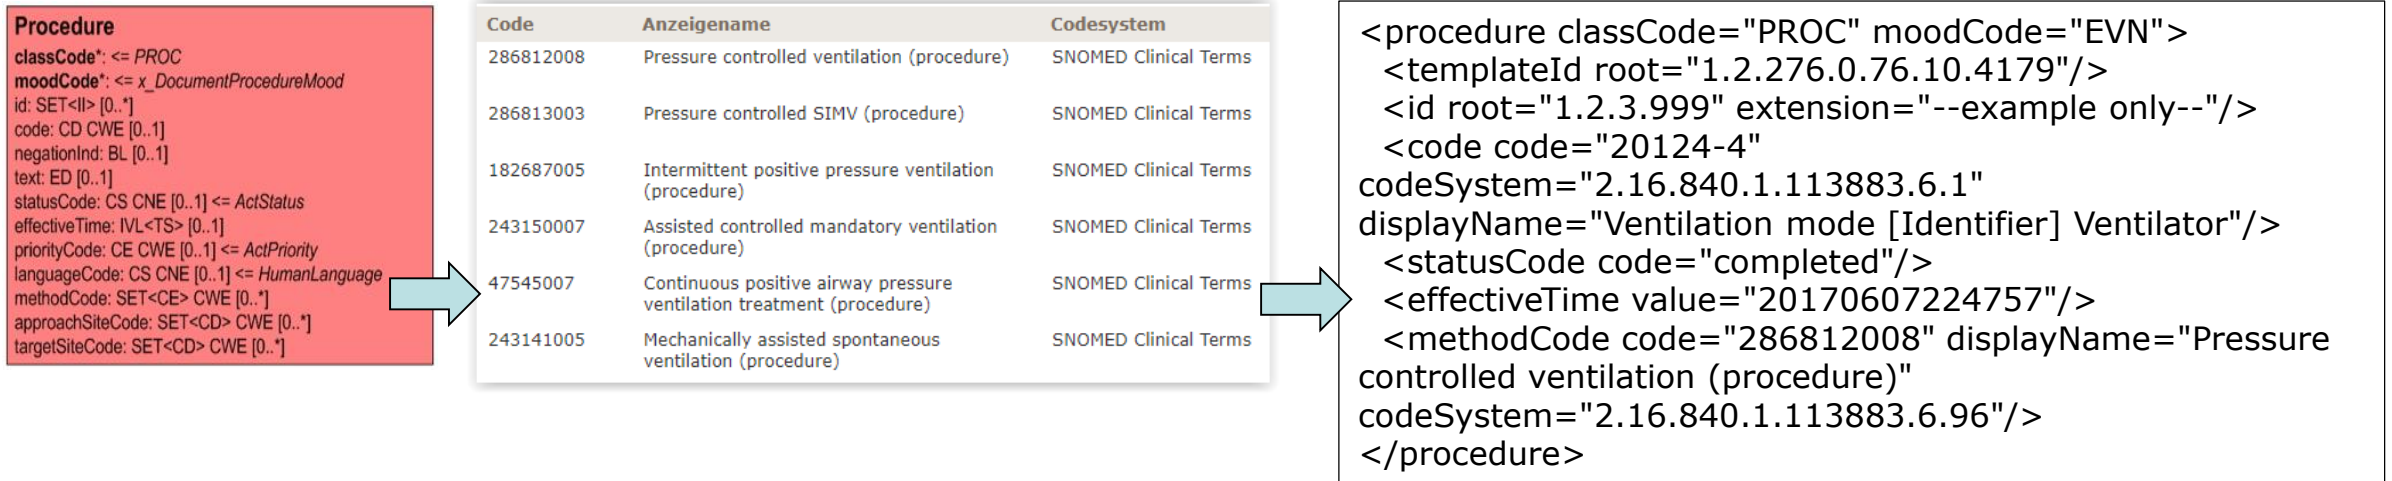 Procedure
classCode*: <= PROC
moodCode*: <= x_DocumentProcedureMood
id: SET<II> [0..*]
code: CD CWE [0..1]
negationInd: BL [0..1]
text: ED [0..1]
statusCode: CS CNE [0..1] <= ActStatus
effectiveTime: IVL<TS> [0..1]
priorityCode: CE CWE [0..1] <= ActPriority
languageCode: CS CNE [0..1] <= HumanLanguage
methodCode: SET<CE> CWE [0..*]
approachSiteCode: SET<CD> CWE [0..*]
targetSiteCode: SET<CD> CWE [0..*]
Code Anzeigename Codesystem
286812008 Pressure controlled ventilation (procedure) SNOMED Clinical Terms
286813003 Pressure controlled SIMV (procedure) SNOMED Clinical Terms
182687005 Intermittent positive pressure ventilation SNOMED Clinical Terms
(procedure)
243150007 Assisted controlled mandatory ventilation SNOMED Clinical Terms
(procedure)
47545007 Continuous positive airway pressure SNOMED Clinical Terms
ventilation treatment (procedure)
243141005 Mechanically assisted spontaneous SNOMED Clinical Terms
ventilation (procedure)
<procedure classCode="PROC" moodCode="EVN">
<templateId root="1.2.276.0.76.10.4179"/>
<id root="1.2.3.999" extension="--example only--"/>
<code code="20124-4"
codeSystem="2.16.840.1.113883.6.1"
displayName="Ventilation mode [Identifier] Ventilator"/>
<statusCode code="completed"/>
<effectiveTime value="20170607224757"/>
<methodCode code="286812008" displayName="Pressure
controlled ventilation (procedure)"
codeSystem="2.16.840.1.113883.6.96"/>
</procedure>